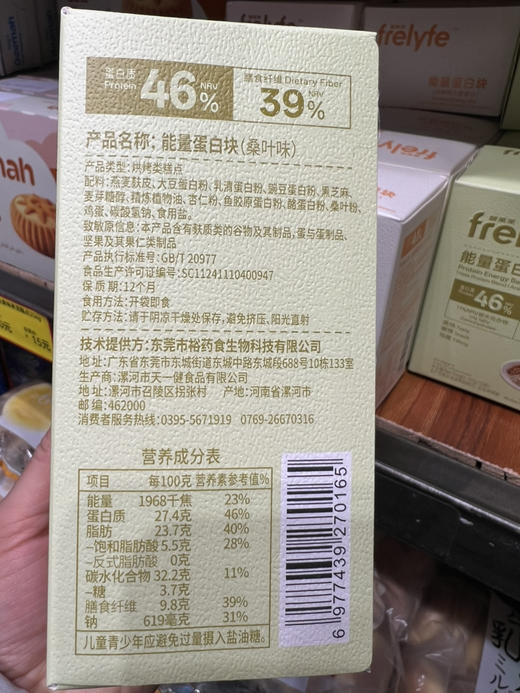 蛋白质
Protein
46%
NRV
膳食纤维 Dietary Fiber
39%
NRV
产品名称: 能量蛋白块(桑叶味)
产品类型: 烘烤类糕点
配料: 燕麦麸皮、大豆蛋白粉、乳清蛋白粉、豌豆蛋白粉、黑芝麻、
麦芽糖醇、精炼植物油、杏仁粉、鱼胶原蛋白粉、酪蛋白粉、桑叶粉、
鸡蛋、碳酸氢钠、食用盐。
致敏原信息: 本产品含有麸质类的谷物及其制品、蛋与蛋制品、
坚果及其果仁类制品
产品执行标准号: GB/T 20977
食品生产许可证编号: SC11241110400947
保 质 期: 12个月
食用方法: 开袋即食
贮存方法: 请于阴凉干燥处保存, 避免挤压、阳光直射
技术提供方: 东莞市裕药食生物科技有限公司
地 址: 广东省东莞市东城街道东城中路东城段688号10栋133室
生产商: 漯河市天一健食品有限公司
地 址: 漯河市召陵区拐张村 产地: 河南省漯河市
邮 编: 462000
消费者服务热线: 0395-5671919 0769-26670316
营养成分表
项目 每100克 营养素参考值%
能量 1968千焦 23%
蛋白质 27.4克 46%
脂肪 23.7克 40%
–饱和脂肪酸 5.5克 28%
–反式脂肪酸 0克
碳水化合物 32.2克 11%
–糖 3.7克
膳食纤维 9.8克 39%
钠 619毫克 31%
儿童青少年应避免过量摄入盐油糖。
6 977439 270165
frelyfe
能量蛋白块
fre
能量蛋白块
Protein Energy
46%
mah
15元